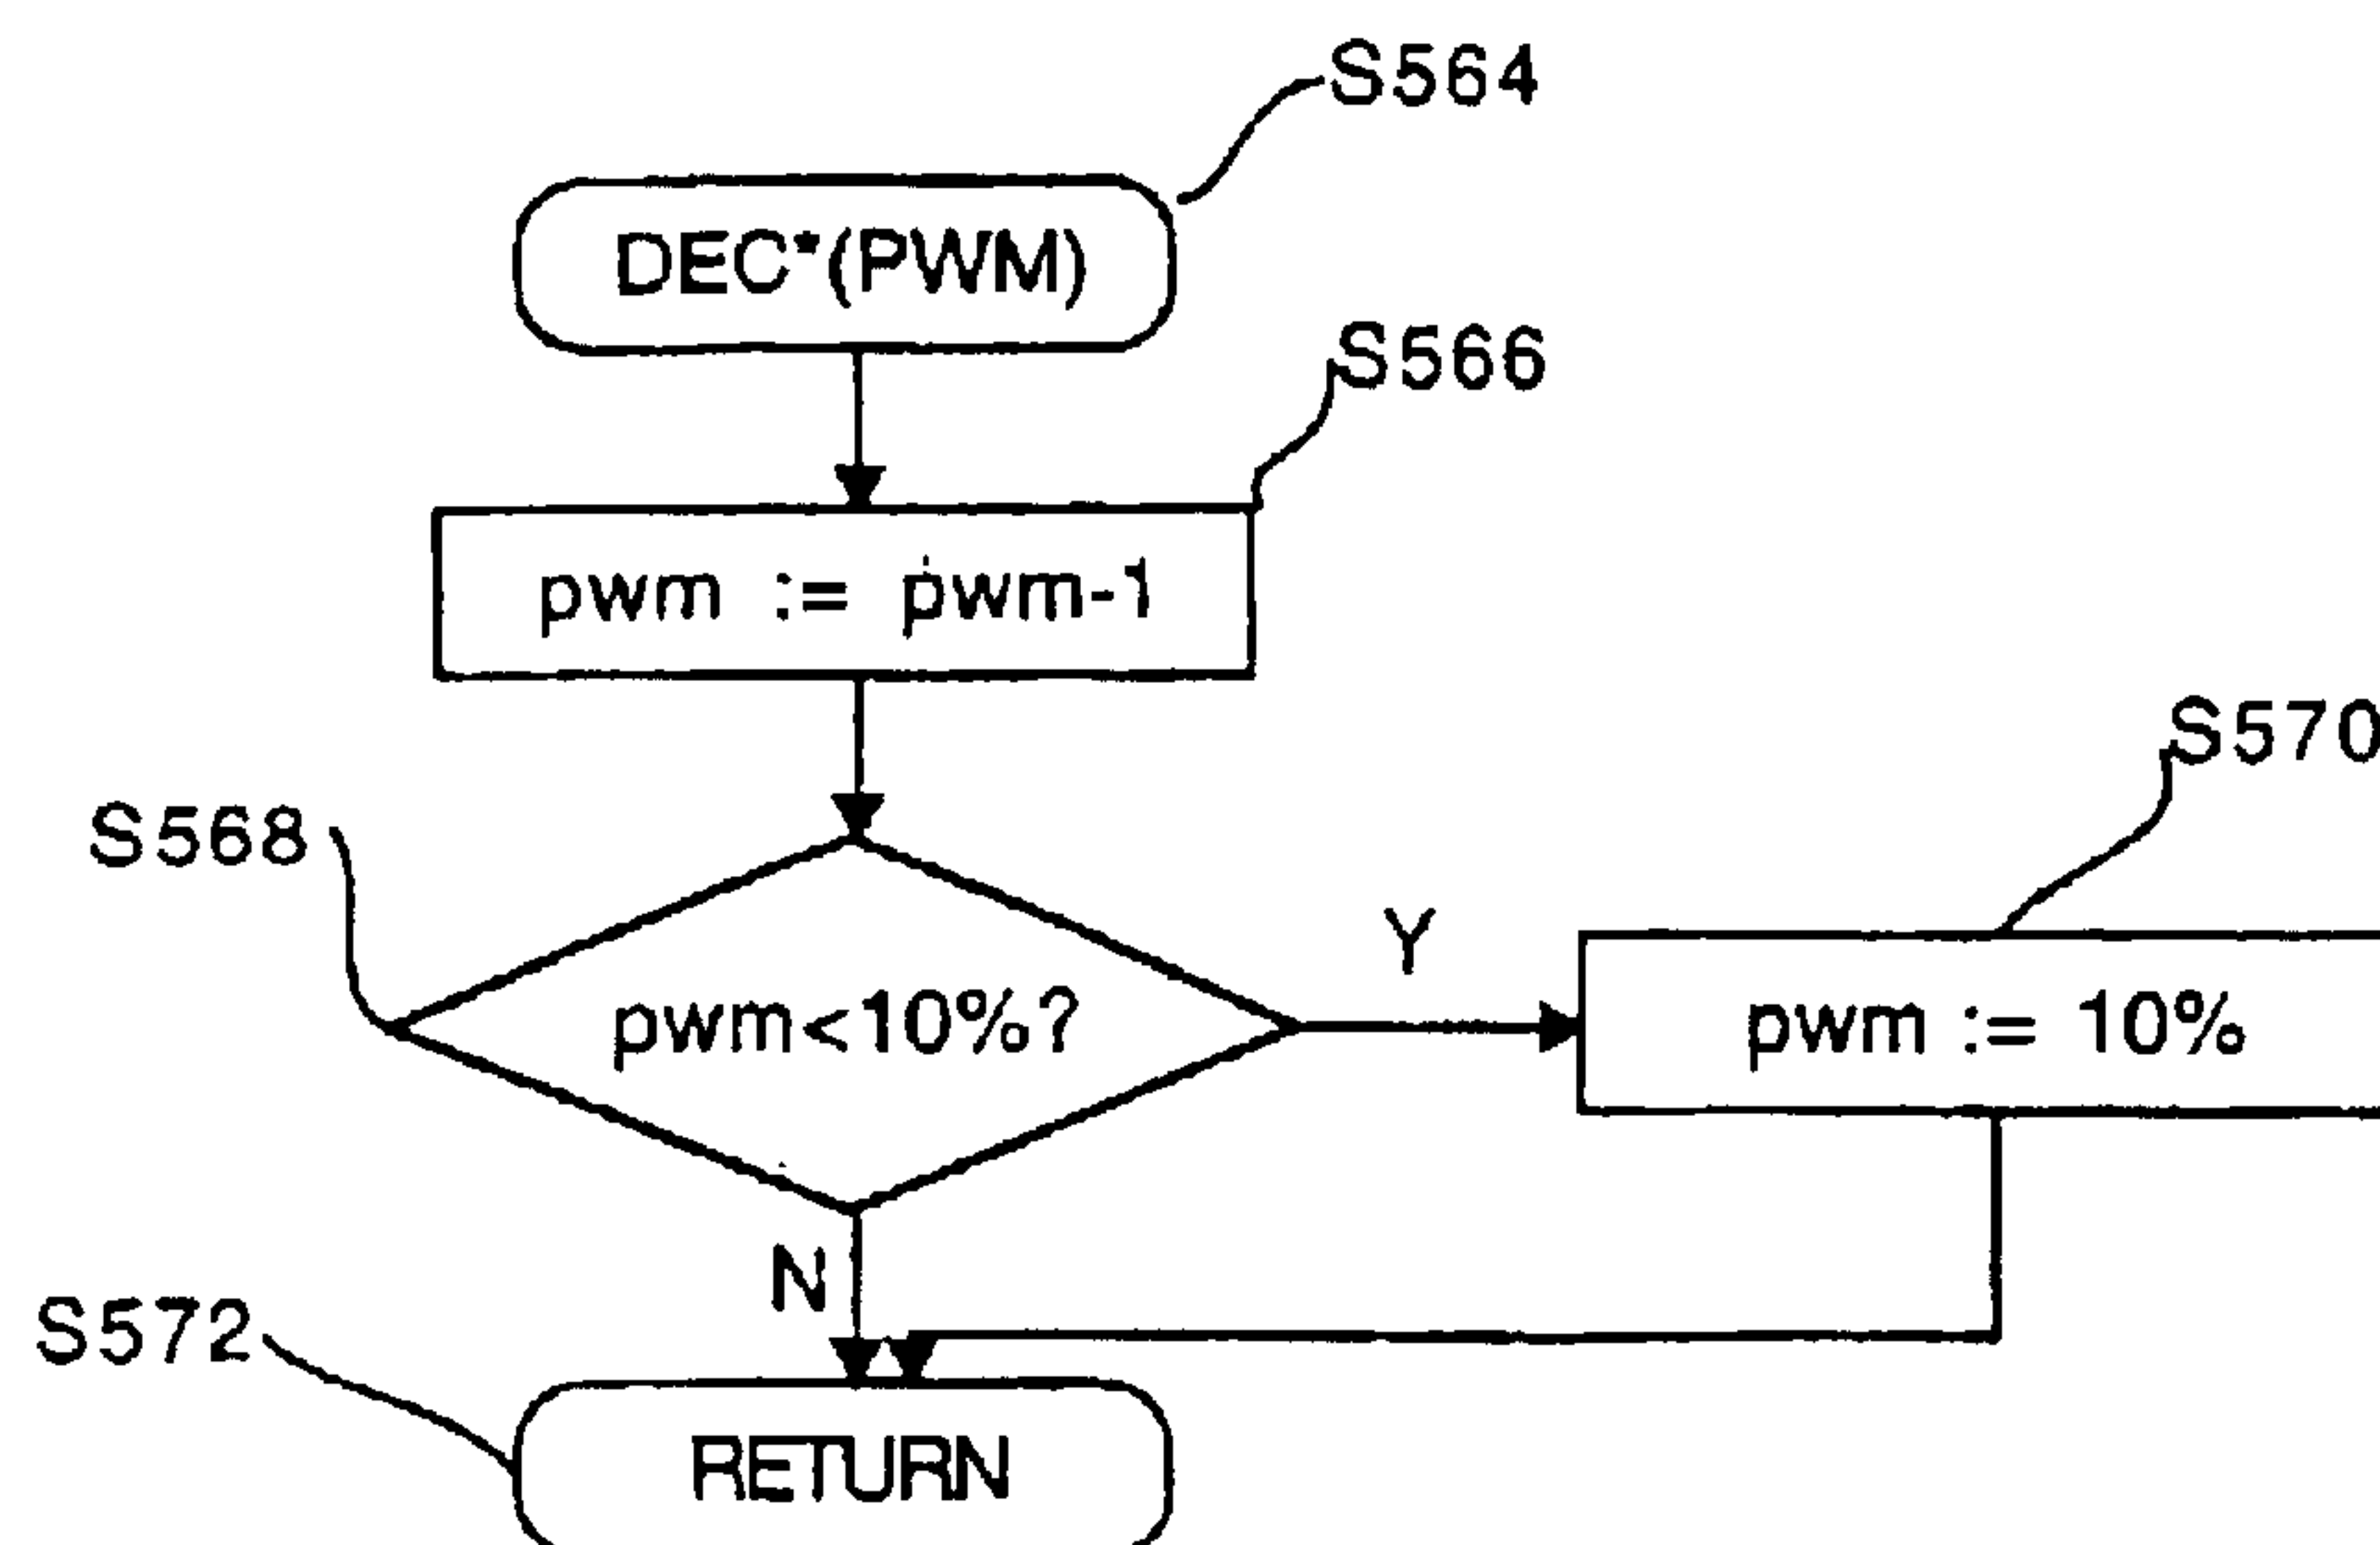 S564
DEC*(PWM)
S566
pwm := pwm-1
S570
S568
Y
pwm<10%?
pwm := 10%
N
S572
RETURN